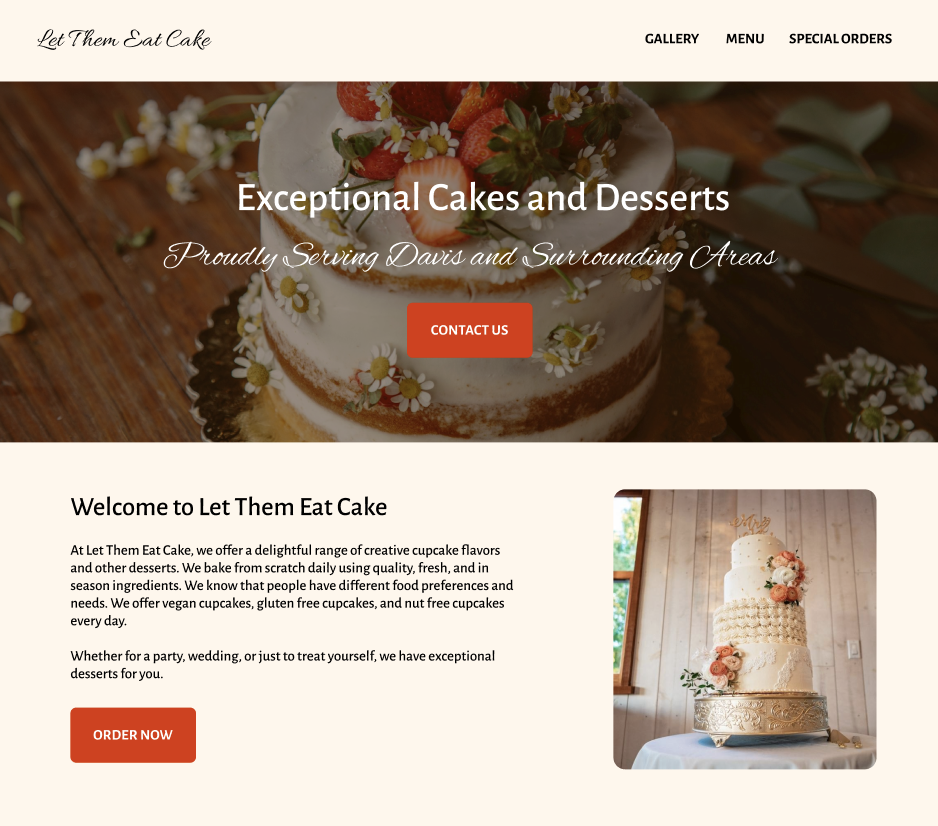 Let Them Eat Cake
GALLERY MENU SPECIAL ORDERS
Exceptional Cakes and Desserts
Proudly Serving Davis and Surrounding Areas
CONTACT US
Welcome to Let Them Eat Cake
At Let Them Eat Cake, we offer a delightful range of creative cupcake flavors
and other desserts. We bake from scratch daily using quality, fresh, and in
season ingredients. We know that people have different food preferences and
needs. We offer vegan cupcakes, gluten free cupcakes, and nut free cupcakes
every day.
Whether for a party, wedding, or just to treat yourself, we have exceptional
desserts for you.
ORDER NOW